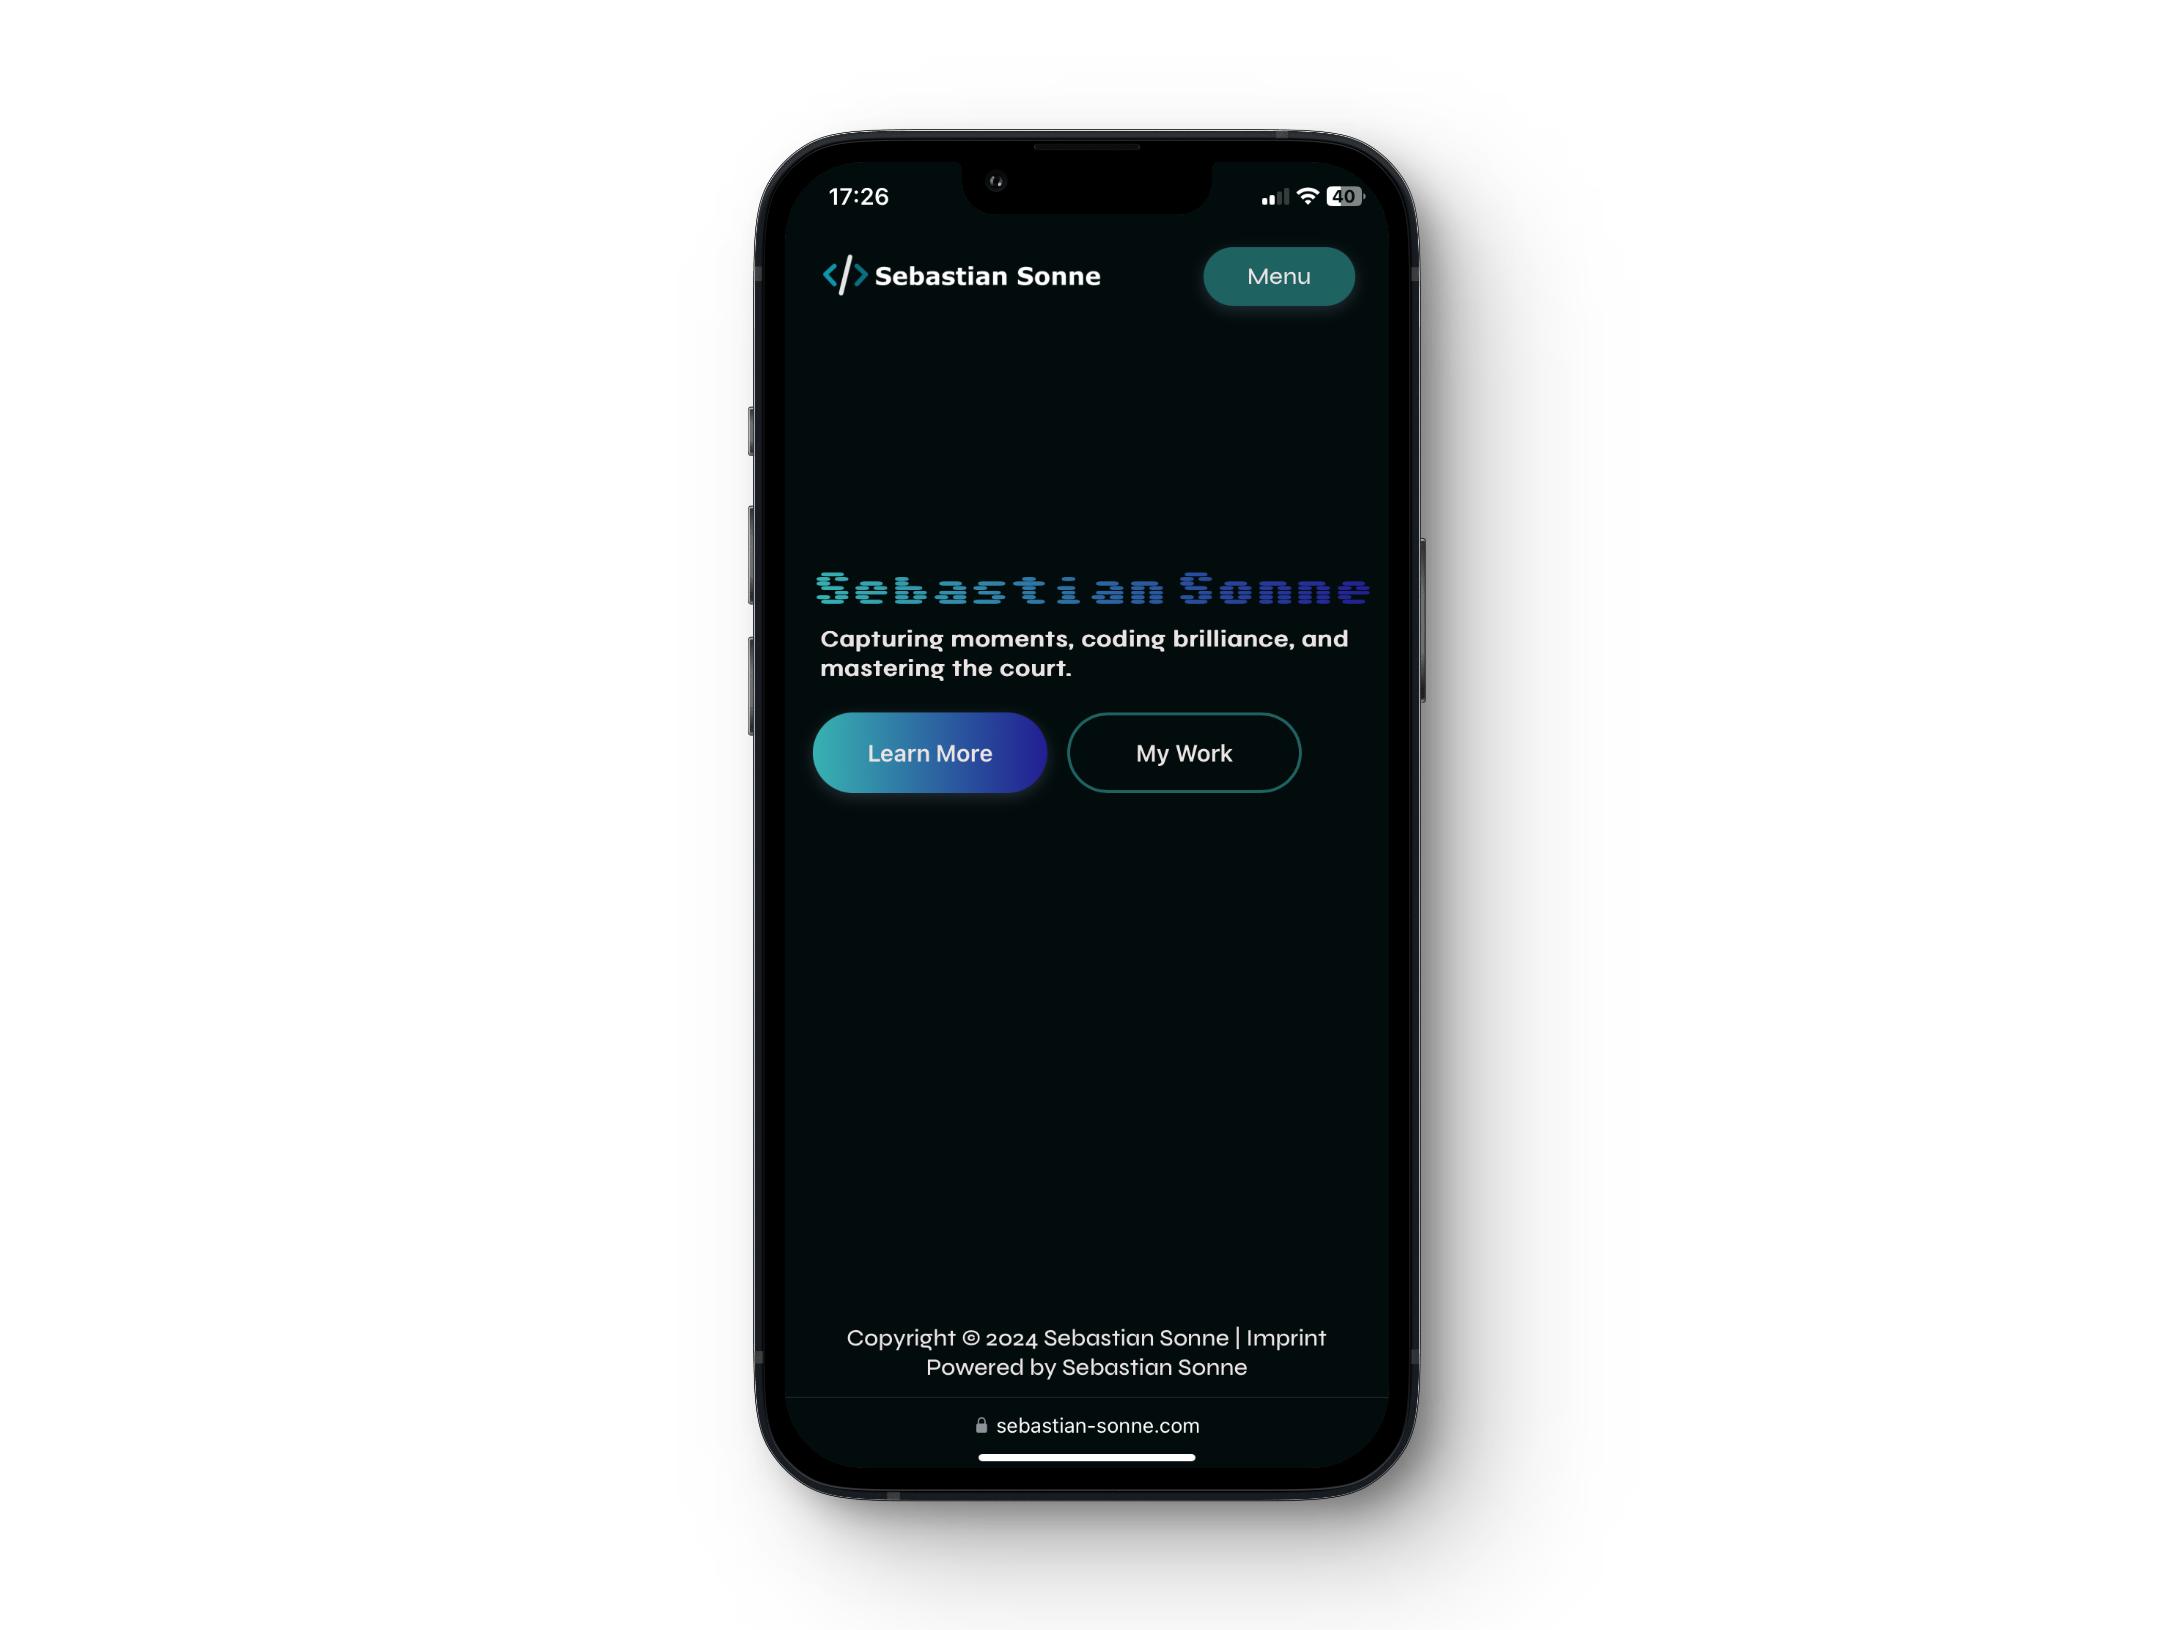 17:26
40
</> Sebastian Sonne
Menu
Sebastian Sonne
Capturing moments, coding brilliance, and
mastering the court.
Learn More
My Work
Copyright © 2024 Sebastian Sonne | Imprint
Powered by Sebastian Sonne
sebastian-sonne.com